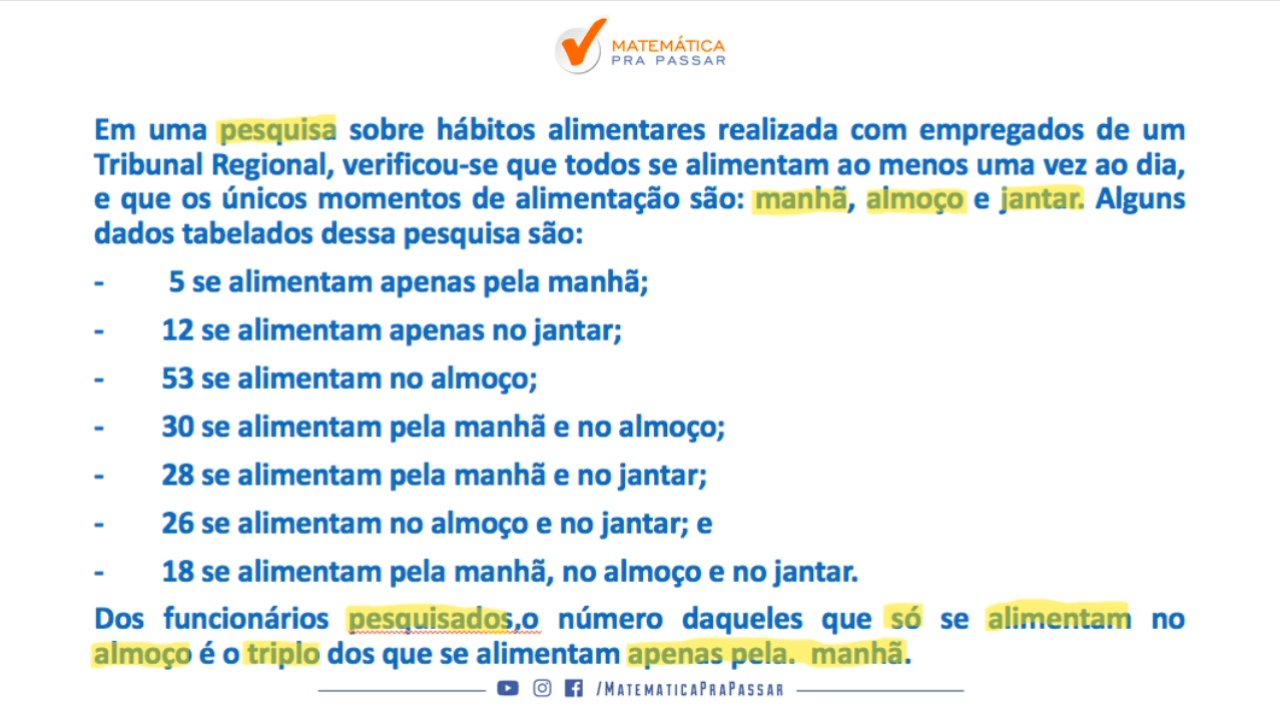 MATEMÁTICA
PRA PASSAR
Em uma pesquisa sobre hábitos alimentares realizada com empregados de um
Tribunal Regional, verificou-se que todos se alimentam ao menos uma vez ao dia,
e que os únicos momentos de alimentação são: manhã, almoço e jantar. Alguns
dados tabelados dessa pesquisa são:
- 5 se alimentam apenas pela manhã;
- 12 se alimentam apenas no jantar;
- 53 se alimentam no almoço;
- 30 se alimentam pela manhã e no almoço;
- 28 se alimentam pela manhã e no jantar;
- 26 se alimentam no almoço e no jantar; e
- 18 se alimentam pela manhã, no almoço e no jantar.
Dos funcionários pesquisados,o número daqueles que só se alimentam no
almoço é o triplo dos que se alimentam apenas pela. manhã.
/MATEMATICAPRAPASSAR